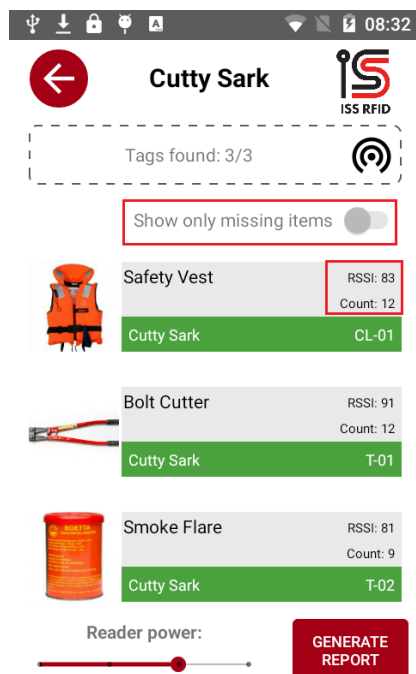 08:32
Cutty Sark
ISS RFID
Tags found: 3/3
Show only missing items
Safety Vest
RSSI: 83
Count: 12
Cutty Sark
CL-01
Bolt Cutter
RSSI: 91
Count: 12
Cutty Sark
T-01
BOETTA
Smoke Flare
RSSI: 81
Count: 9
Cutty Sark
T-02
Reader power:
GENERATE
REPORT